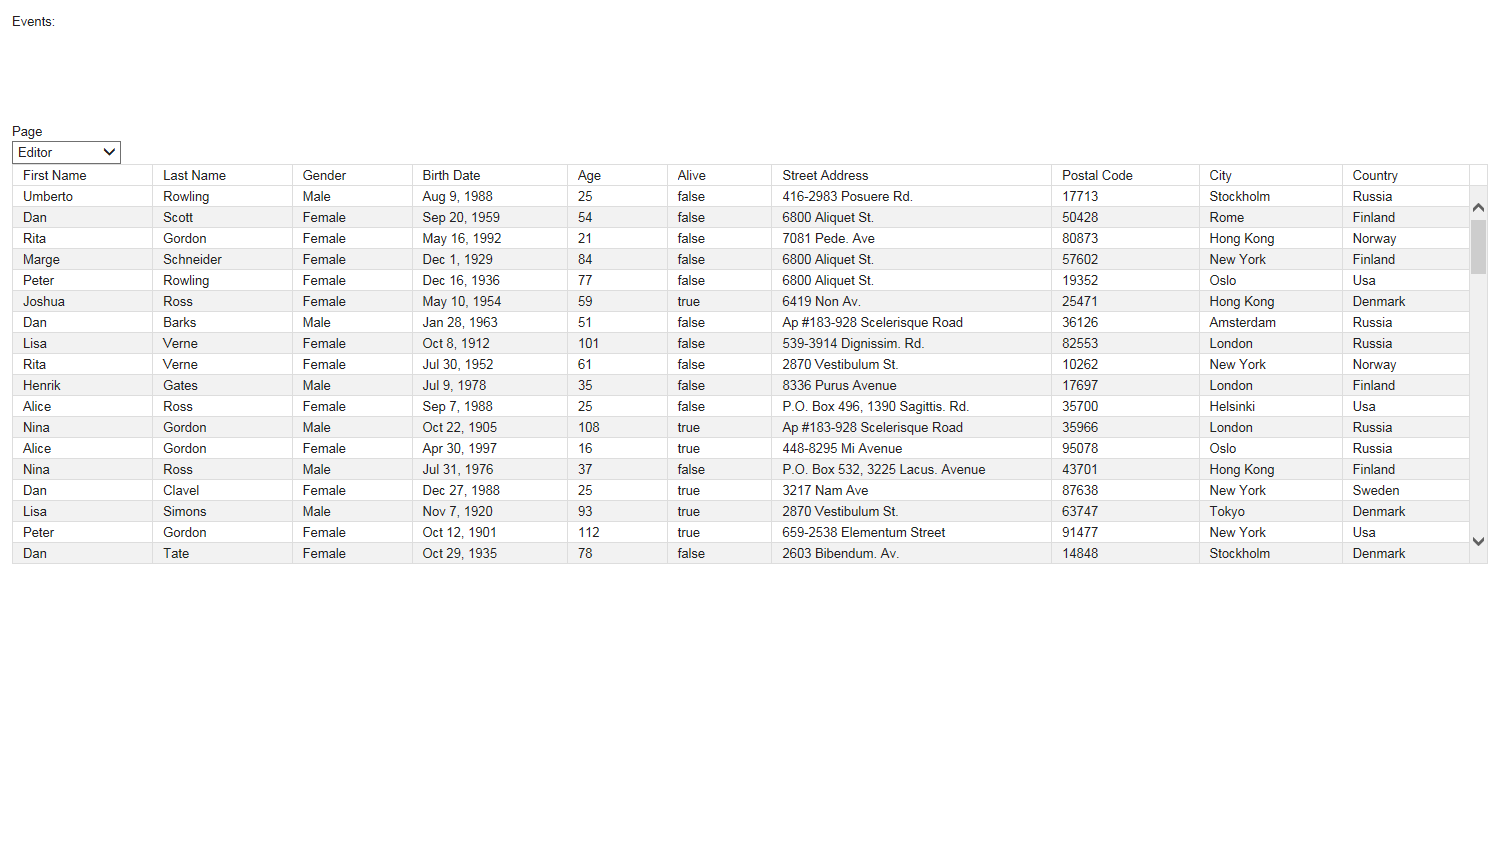 Events:
Page
Editor
First Name Last Name Gender Birth Date Age Alive Street Address Postal Code City Country
Umberto Rowling Male Aug 9, 1988 25 false 416-2983 Posuere Rd. 17713 Stockholm Russia
Dan Scott Female Sep 20, 1959 54 false 6800 Aliquet St. 50428 Rome Finland
Rita Gordon Female May 16, 1992 21 false 7081 Pede. Ave 80873 Hong Kong Norway
Marge Schneider Female Dec 1, 1929 84 false 6800 Aliquet St. 57602 New York Finland
Peter Rowling Female Dec 16, 1936 77 false 6800 Aliquet St. 19352 Oslo Usa
Joshua Ross Female May 10, 1954 59 true 6419 Non Av. 25471 Hong Kong Denmark
Dan Barks Male Jan 28, 1963 51 false Ap #183-928 Scelerisque Road 36126 Amsterdam Russia
Lisa Verne Female Oct 8, 1912 101 false 539-3914 Dignissim. Rd. 82553 London Russia
Rita Verne Female Jul 30, 1952 61 false 2870 Vestibulum St. 10262 New York Norway
Henrik Gates Male Jul 9, 1978 35 false 8336 Purus Avenue 17697 London Finland
Alice Ross Female Sep 7, 1988 25 false P.O. Box 496, 1390 Sagittis. Rd. 35700 Helsinki Usa
Nina Gordon Male Oct 22, 1905 108 true Ap #183-928 Scelerisque Road 35966 London Russia
Alice Gordon Female Apr 30, 1997 16 true 448-8295 Mi Avenue 95078 Oslo Russia
Nina Ross Male Jul 31, 1976 37 false P.O. Box 532, 3225 Lacus. Avenue 43701 Hong Kong Finland
Dan Clavel Female Dec 27, 1988 25 true 3217 Nam Ave 87638 New York Sweden
Lisa Simons Male Nov 7, 1920 93 true 2870 Vestibulum St. 63747 Tokyo Denmark
Peter Gordon Female Oct 12, 1901 112 true 659-2538 Elementum Street 91477 New York Usa
Dan Tate Female Oct 29, 1935 78 false 2603 Bibendum. Av. 14848 Stockholm Denmark